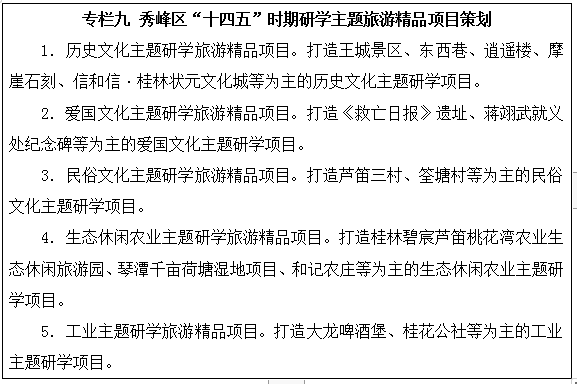 专栏九 秀峰区“十四五”时期研学主题旅游精品项目策划
1. 历史文化主题研学旅游精品项目。打造王城景区、东西巷、逍遥楼、摩
崖石刻、信和信·桂林状元文化城等为主的历史文化主题研学项目。
2. 爱国文化主题研学旅游精品项目。打造《救亡日报》遗址、蒋翊武就义
处纪念碑等为主的爱国文化主题研学项目。
3. 民俗文化主题研学旅游精品项目。打造芦笛三村、筌塘村等为主的民俗
文化主题研学项目。
4. 生态休闲农业主题研学旅游精品项目。打造桂林碧宸芦笛桃花湾农业生
态休闲旅游园、琴潭千亩荷塘湿地项目、和记农庄等为主的生态休闲农业主题研
学项目。
5. 工业主题研学旅游精品项目。打造大龙啤酒堡、桂花公社等为主的工业
主题研学项目。